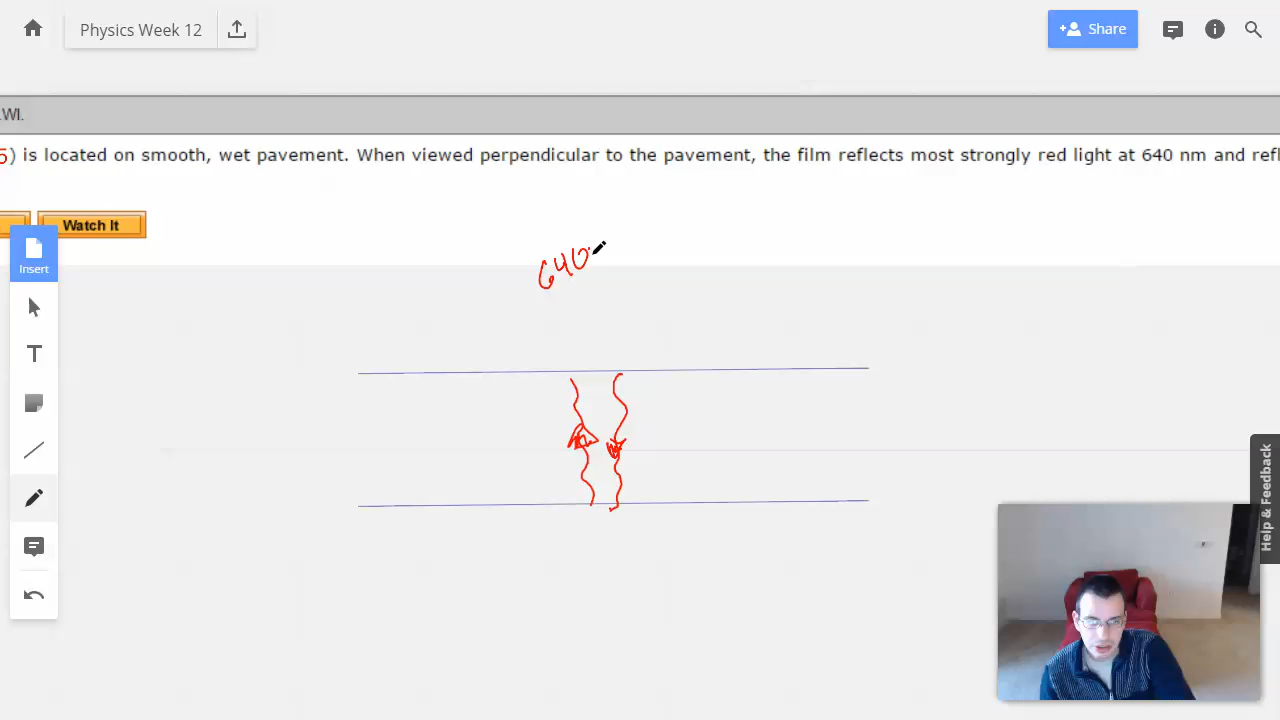 Physics Week 12
Share
WI.
5) is located on smooth, wet pavement. When viewed perpendicular to the pavement, the film reflects most strongly red light at 640 nm and refl
Watch It
Insert
640
T
Help & Feedback